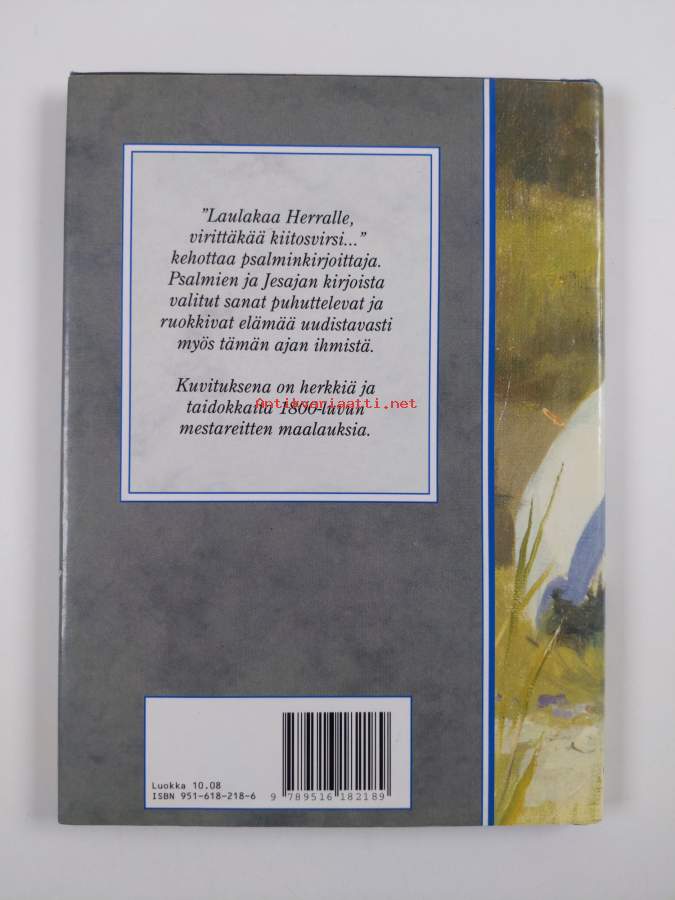 ”Laulakaa Herralle,
virittäkää kiitosvirsi...”
kehottaa psalminkirjoittaja.
Psalmien ja Jesajan kirjoista
valitut sanat puhuttelevat ja
ruokkivat elämää uudistavasti
myös tämän ajan ihmistä.
Kuvituksena on herkkiä ja
Antikvariaatti.net
taidokkaita 1800-luvun
mestareitten maalauksia.
Luokka 10.08
ISBN 951-618-218-6
9 789516 182189